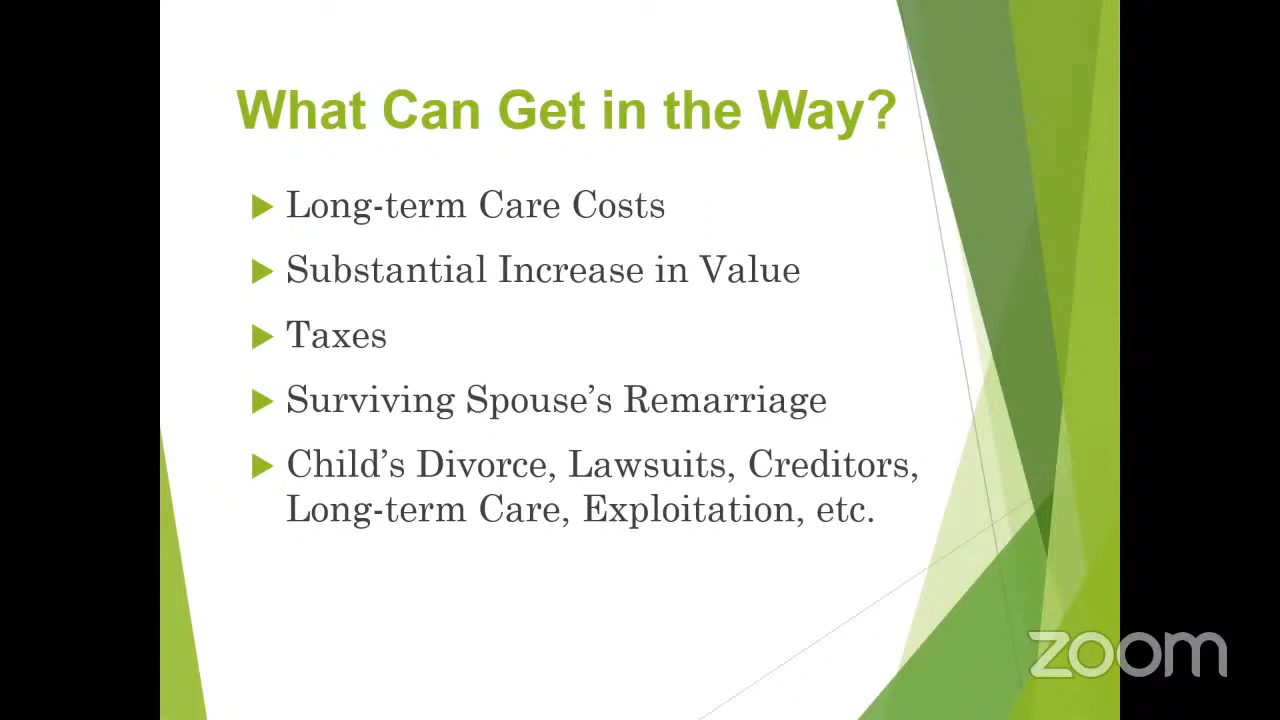 What Can Get in the Way?
Long-term Care Costs
Substantial Increase in Value
Taxes
Surviving Spouse’s Remarriage
Child’s Divorce, Lawsuits, Creditors,
Long-term Care, Exploitation, etc.
zoom